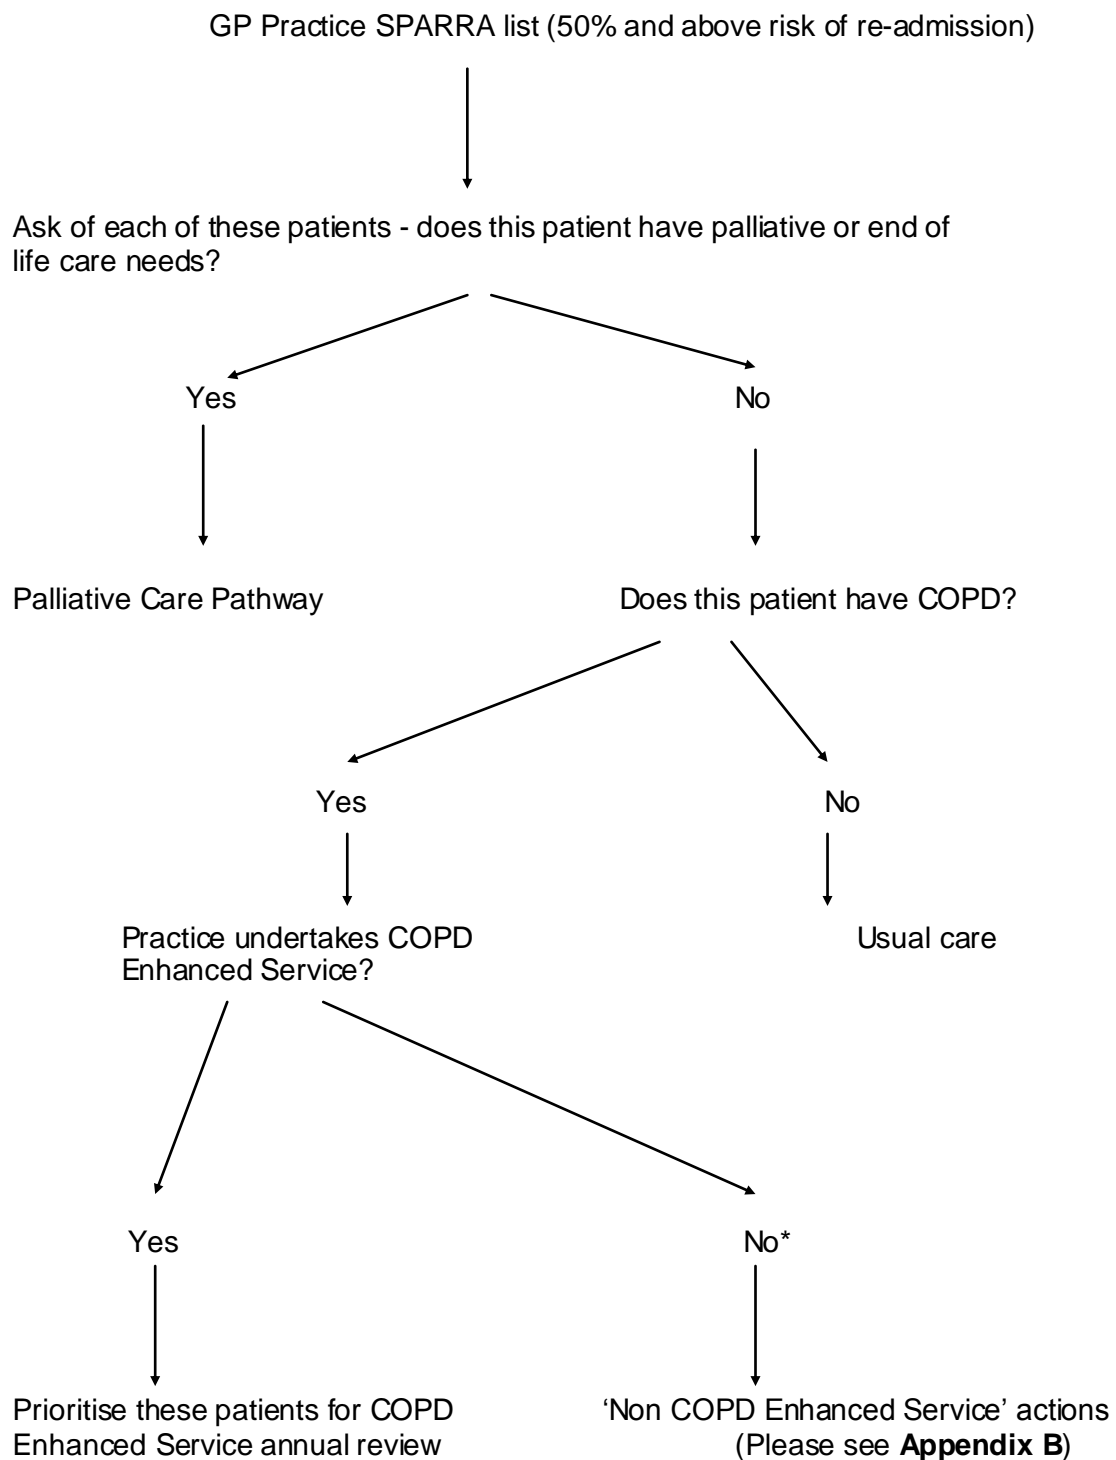 GP Practice SPARRA list (50% and above risk of re-admission)
Ask of each of these patients - does this patient have palliative or end of
life care needs?
Yes
No
Palliative Care Pathway
Does this patient have COPD?
Yes
No
Practice undertakes COPD
Enhanced Service?
Usual care
Yes
No*
Prioritise these patients for COPD
Enhanced Service annual review
‘Non COPD Enhanced Service’ actions
(Please see Appendix B)